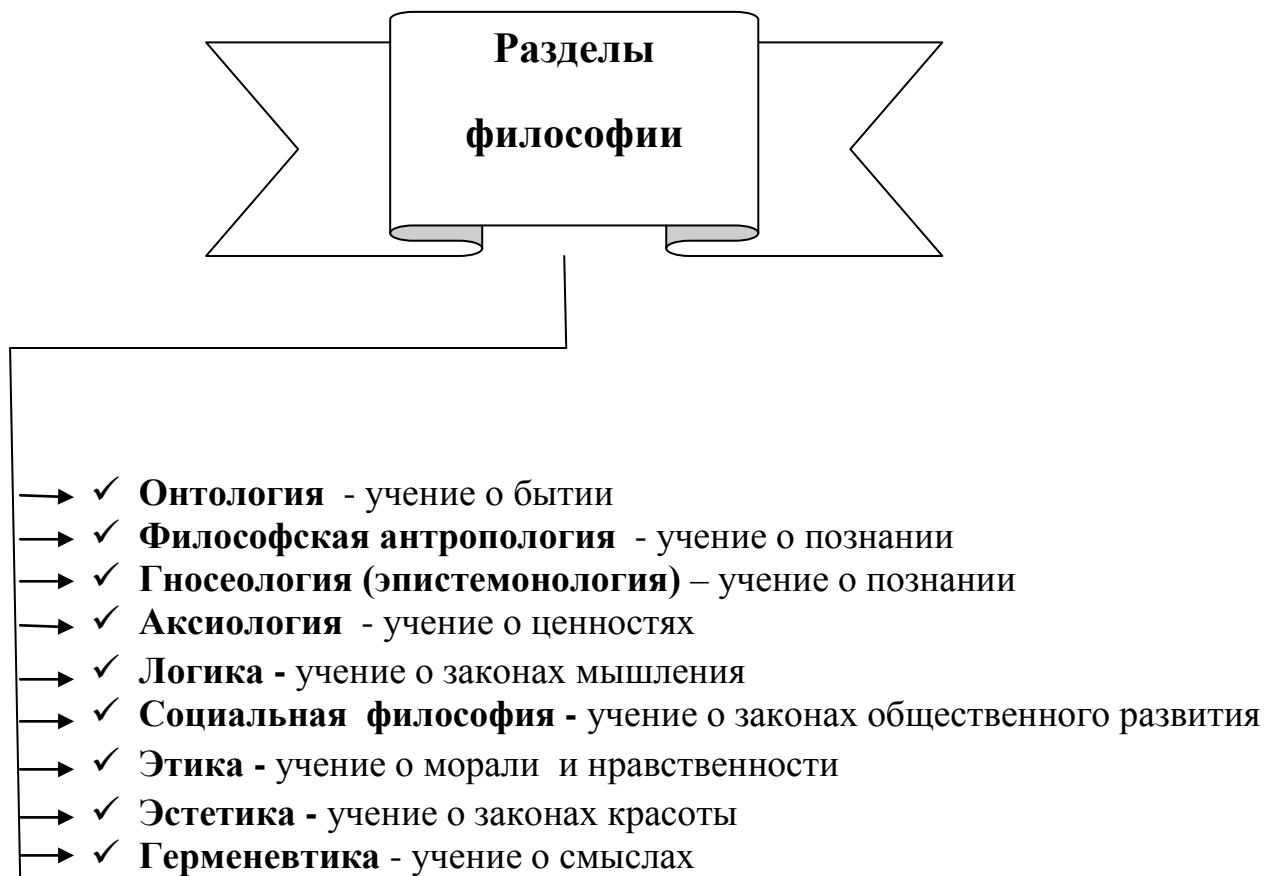 Разделы
философии
✓ Онтология - учение о бытии
✓ Философская антропология - учение о познании
✓ Гносеология (эпистемонология) – учение о познании
✓ Аксиология - учение о ценностях
✓ Логика - учение о законах мышления
✓ Социальная философия - учение о законах общественного развития
✓ Этика - учение о морали и нравственности
✓ Эстетика - учение о законах красоты
✓ Герменевтика - учение о смыслах